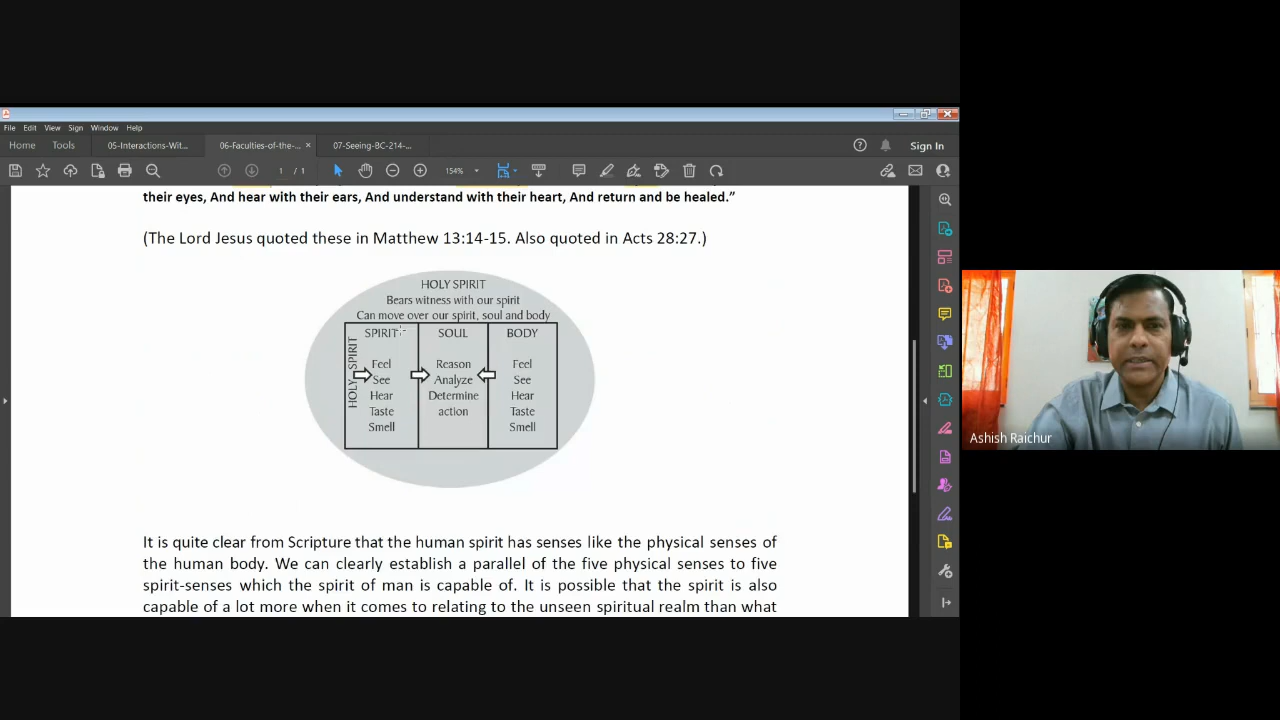 File Edit View Sign Window Help
Home Tools 05-Interactions-Wit... 06-Faculties-of-the-... × 07-Seeing-BC-214-... Sign In
1 / 1 154%
their eyes, And hear with their ears, And understand with their heart, And return and be healed.”
(The Lord Jesus quoted these in Matthew 13:14-15. Also quoted in Acts 28:27.)
HOLY SPIRIT
Bears witness with our spirit
Can move over our spirit, soul and body
HOLY SPIRIT
SPIRIT
Feel
See
Hear
Taste
Smell
SOUL
Reason
Analyze
Determine
action
BODY
Feel
See
Hear
Taste
Smell
It is quite clear from Scripture that the human spirit has senses like the physical senses of
the human body. We can clearly establish a parallel of the five physical senses to five
spirit-senses which the spirit of man is capable of. It is possible that the spirit is also
capable of a lot more when it comes to relating to the unseen spiritual realm than what
Ashish Raichur